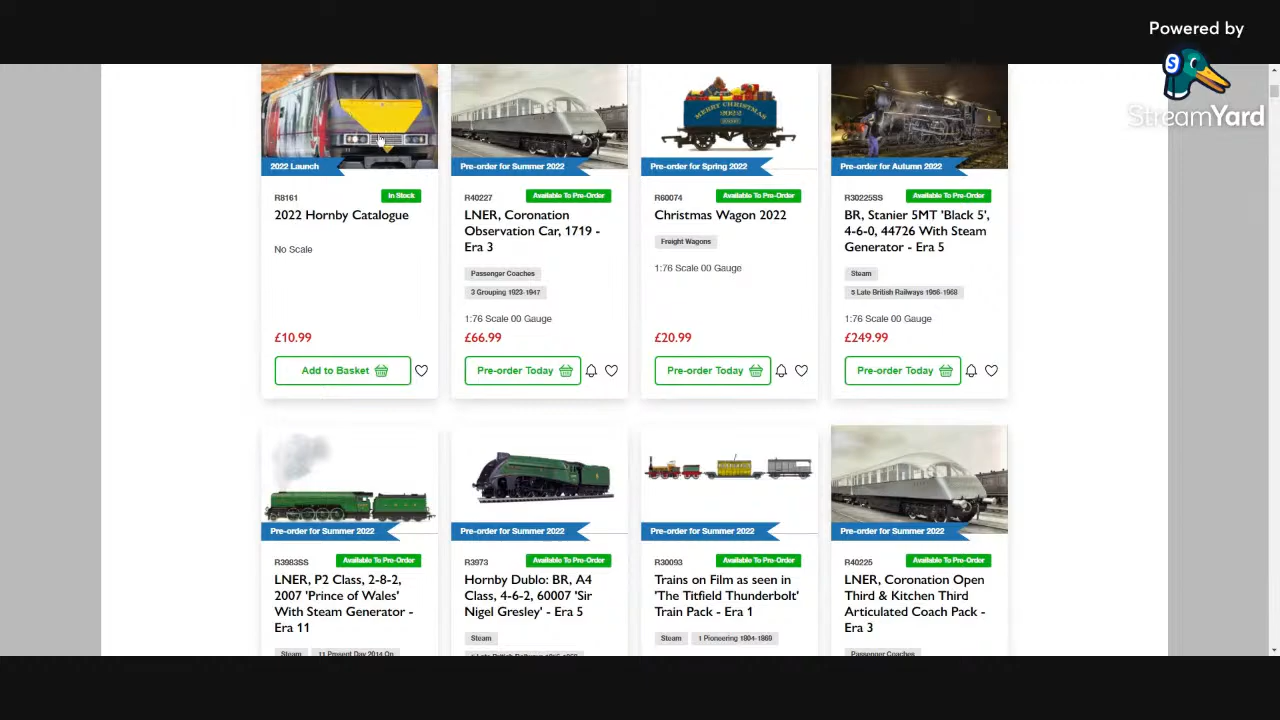 Powered by
StreamYard
2022 Launch
R8161
In Stock
2022 Hornby Catalogue
No Scale
£10.99
Add to Basket
Pre-order for Summer 2022
R40227
Available To Pre-Order
LNER, Coronation
Observation Car, 1719 -
Era 3
Passenger Coaches
3 Grouping 1923-1947
1:76 Scale 00 Gauge
£66.99
Pre-order Today
MERRY CHRISTMAS
2022
Pre-order for Spring 2022
R60074
Available To Pre-Order
Christmas Wagon 2022
Freight Wagons
1:76 Scale 00 Gauge
£20.99
Pre-order Today
Pre-order for Autumn 2022
R30225SS
Available To Pre-Order
BR, Stanier 5MT 'Black 5',
4-6-0, 44726 With Steam
Generator - Era 5
Steam
5 Late British Railways 1956-1968
1:76 Scale 00 Gauge
£249.99
Pre-order Today
Pre-order for Summer 2022
R3983SS
Available To Pre-Order
LNER, P2 Class, 2-8-2,
2007 'Prince of Wales'
With Steam Generator -
Era 11
Steam
11 Present Day 2014 On
Pre-order for Summer 2022
R3973
Available To Pre-Order
Hornby Dublo: BR, A4
Class, 4-6-2, 60007 'Sir
Nigel Gresley' - Era 5
Steam
Pre-order for Summer 2022
R30093
Available To Pre-Order
Trains on Film as seen in
'The Titfield Thunderbolt'
Train Pack - Era 1
Steam
1 Pioneering 1804-1869
Pre-order for Summer 2022
R40225
Available To Pre-Order
LNER, Coronation Open
Third & Kitchen Third
Articulated Coach Pack -
Era 3
Passenger Coaches